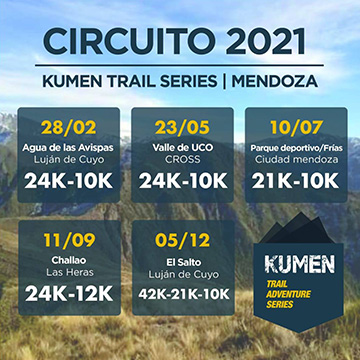 CIRCUITO 2021
KUMEN TRAIL SERIES | MENDOZA
28/02
Agua de las Avispas
Luján de Cuyo
24K-10K
23/05
Valle de UCO
CROSS
24K-10K
10/07
Parque deportivo/Frías
Ciudad mendoza
21K-10K
11/09
Challao
Las Heras
24K-12K
05/12
El Salto
Luján de Cuyo
42K-21K-10K
KUMEN
TRAIL
ADVENTURE
SERIES